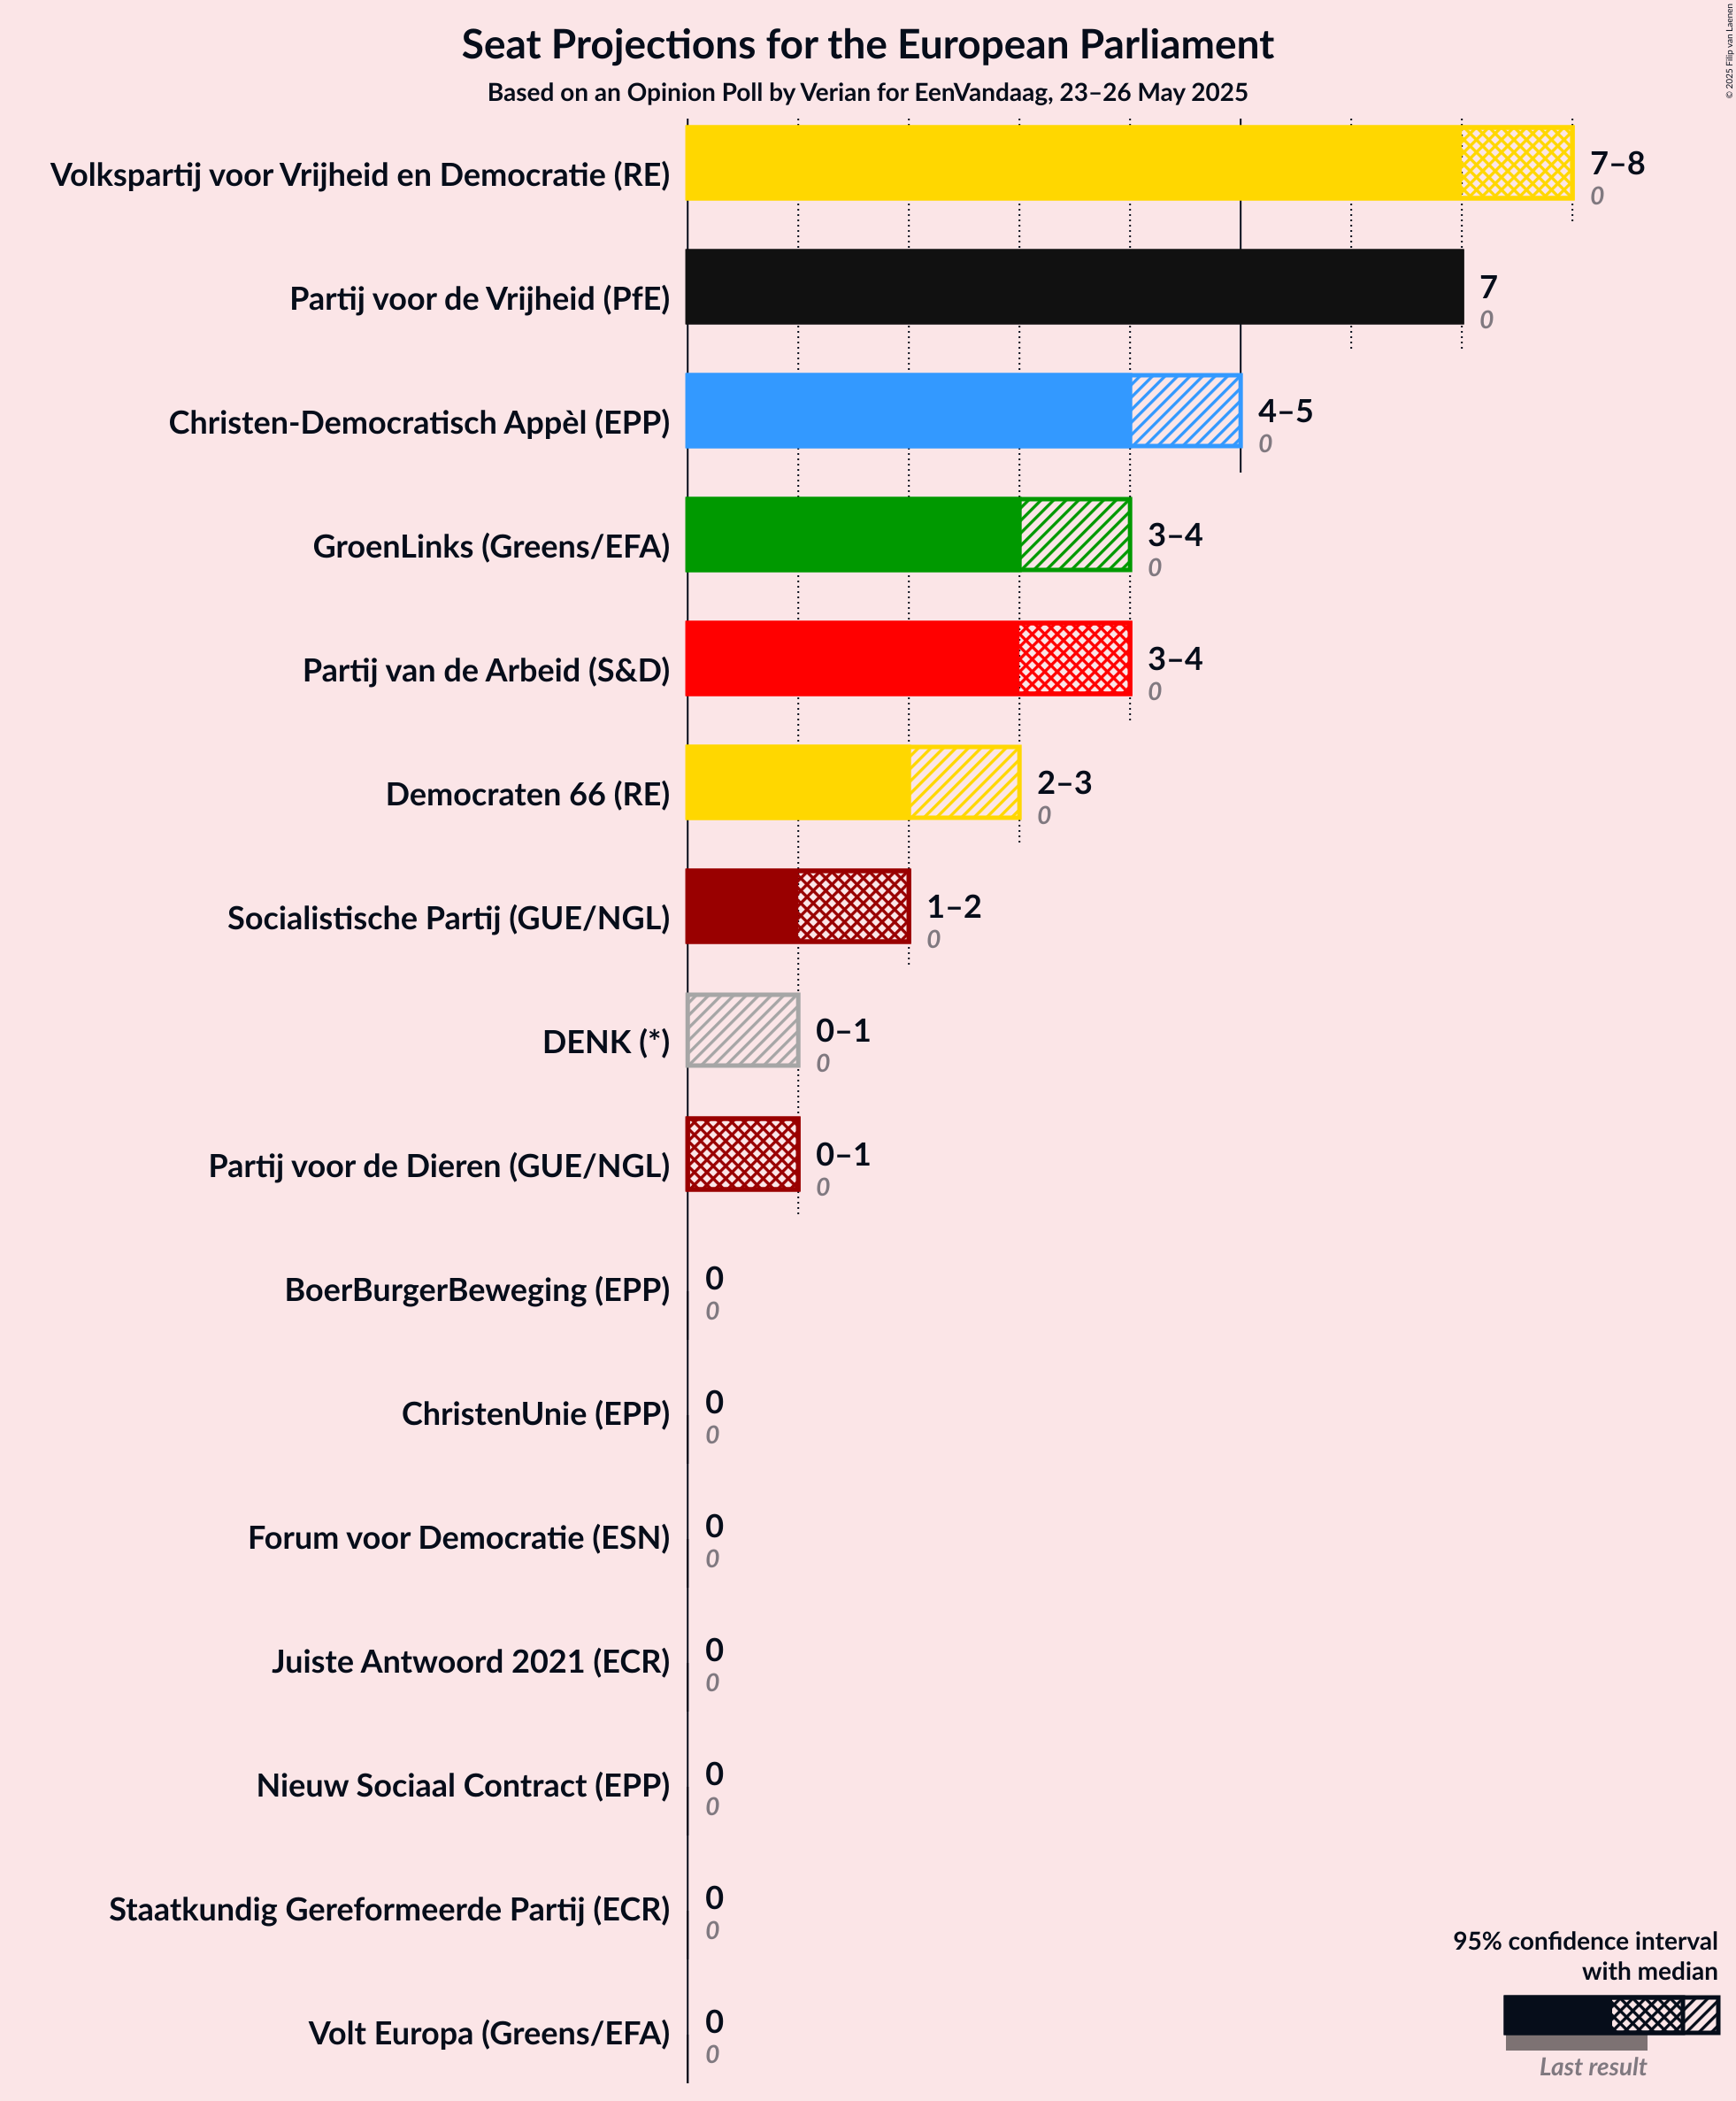 Seat Projections for the European Parliament
Based on an Opinion Poll by Verian for EenVandaag, 23–26 May 2025
© 2025 Filip van Laenen
Volkspartij voor Vrijheid en Democratie (RE)
7–8
0
Partij voor de Vrijheid (PfE)
7
0
Christen-Democratisch Appèl (EPP)
4–5
0
GroenLinks (Greens/EFA)
3–4
0
Partij van de Arbeid (S&D)
3–4
0
Democraten 66 (RE)
2–3
0
Socialistische Partij (GUE/NGL)
1–2
0
DENK (*)
0–1
0
Partij voor de Dieren (GUE/NGL)
0–1
0
BoerBurgerBeweging (EPP)
0
0
ChristenUnie (EPP)
0
0
Forum voor Democratie (ESN)
0
0
Juiste Antwoord 2021 (ECR)
0
0
Nieuw Sociaal Contract (EPP)
0
0
Staatkundig Gereformeerde Partij (ECR)
0
0
Volt Europa (Greens/EFA)
0
0
95% confidence interval
with median
Last result